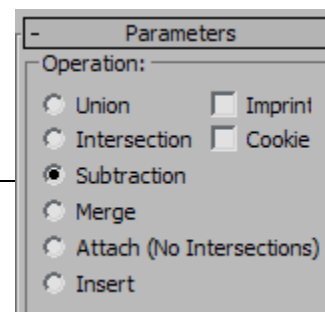 - Parameters
Operation:
Union Imprint
Intersection Cookie
Subtraction
Merge
Attach (No Intersections)
Insert